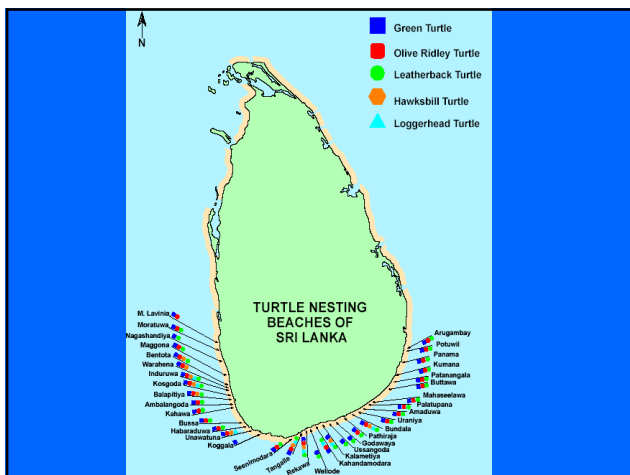 N
Green Turtle
Olive Ridley Turtle
Leatherback Turtle
Hawksbill Turtle
Loggerhead Turtle
TURTLE NESTING
BEACHES OF
SRI LANKA
M. Lavinia
Moratuwa
Nagashandiya
Maggona
Bentota
Warahena
Induruwa
Kosgoda
Balapitiya
Ambalangoda
Kahawa
Bussa
Habaraduwa
Unawatuna
Koggala
Seenimodara
Tangalle
Rekawa
Wellode
Kahandamodara
Kalametiya
Ussangoda
Godawaya
Pathiraja
Bundala
Uraniya
Amaduwa
Palatupana
Mahaseelawa
Buttawa
Patanangala
Kumana
Panama
Potuwil
Arugambay